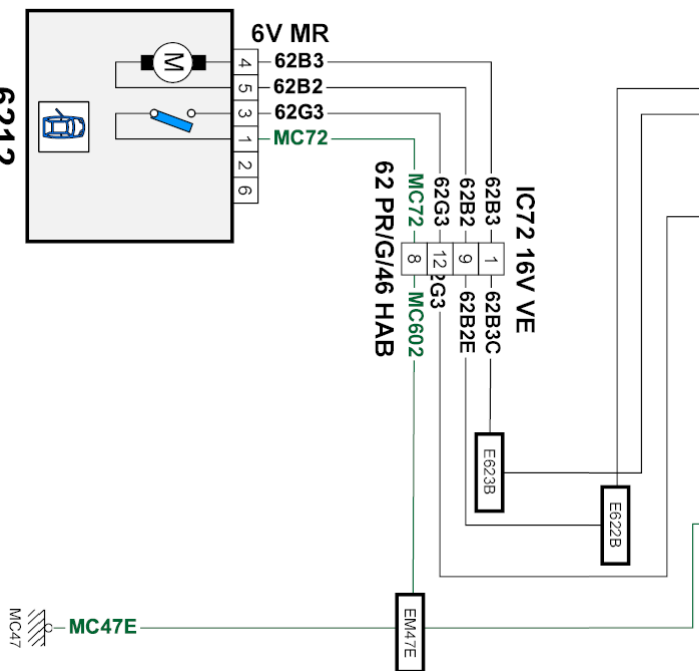 6V MR
6212
M
4
5
3
1
2
6
62B3
62B2
62G3
MC72
IC72 16V VE
62B3
62B2
62G3
MC72
1
9
12
8
62B3C
62B2E
2G3
MC602
62 PR/G/46 HAB
E623B
E622B
EM47E
MC47E
MC47